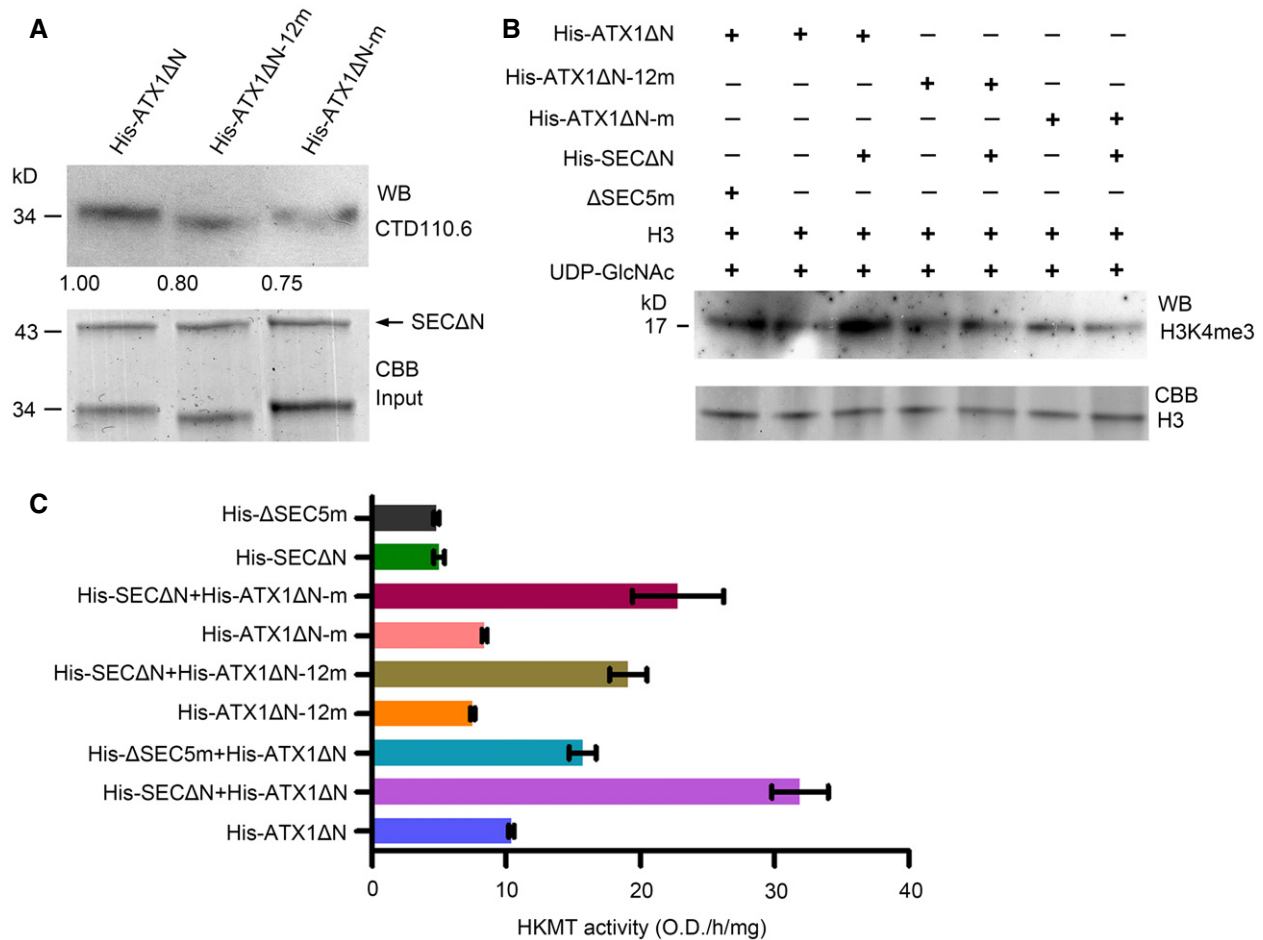 A
His-ATX1ΔN
His-ATX1ΔN-12m
His-ATX1ΔN-m
kD
34
WB
CTD110.6
1.00 0.80 0.75
43
SECΔN
CBB
Input
34
B
His-ATX1ΔN + + + – – – –
His-ATX1ΔN-12m – – – + + – –
His-ATX1ΔN-m – – – – – + +
His-SECΔN – – + – + – +
ΔSEC5m + – – – – – –
H3 + + + + + + +
UDP-GlcNAc + + + + + + +
kD
17
WB
H3K4me3
CBB
H3
C
His-ΔSEC5m
His-SECΔN
His-SECΔN+His-ATX1ΔN-m
His-ATX1ΔN-m
His-SECΔN+His-ATX1ΔN-12m
His-ATX1ΔN-12m
His-ΔSEC5m+His-ATX1ΔN
His-SECΔN+His-ATX1ΔN
His-ATX1ΔN
0 10 20 30 40
HKMT activity (O.D./h/mg)